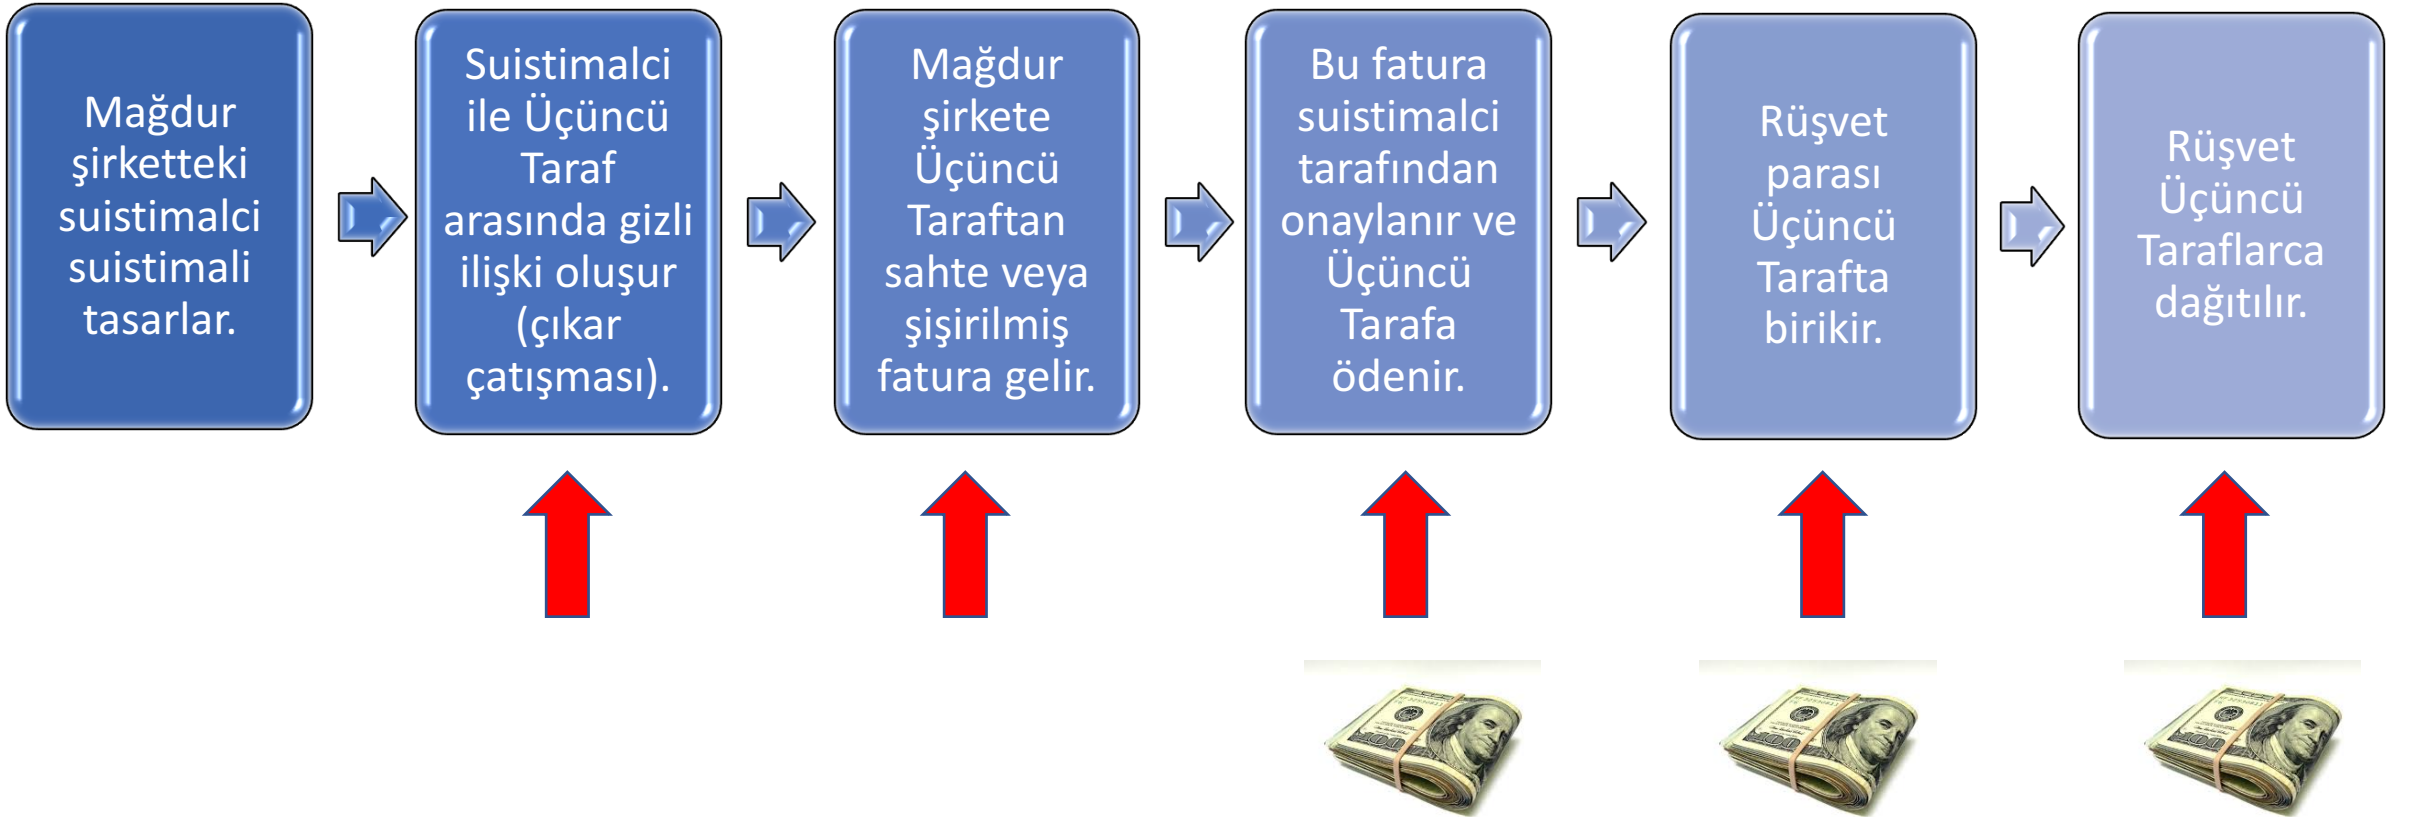 Mağdur
şirketteki
suistimalci
suistimali
tasarlar.
Suistimalci
ile Üçüncü
Taraf
arasında gizli
ilişki oluşur
(çıkar
çatışması).
Mağdur
şirkete
Üçüncü
Taraftan
sahte veya
şişirilmiş
fatura gelir.
Bu fatura
suistimalci
tarafından
onaylanır ve
Üçüncü
Tarafa
ödenir.
Rüşvet
parası
Üçüncü
Tarafta
birikir.
Rüşvet
Üçüncü
Taraflarca
dağıtılır.